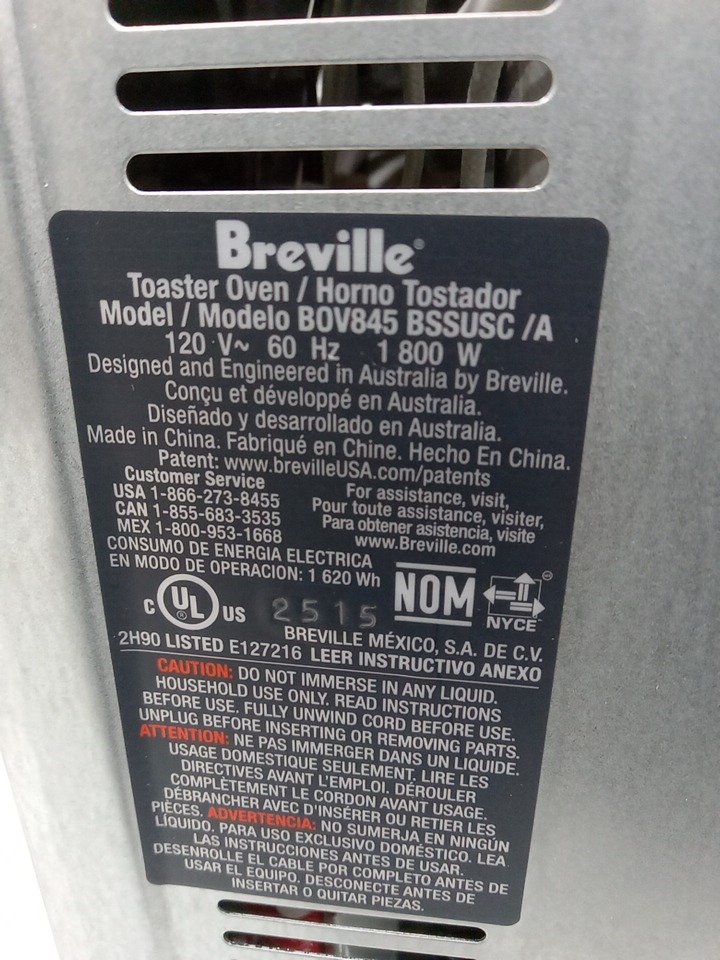 Breville®
Toaster Oven / Horno Tostador
Model / Modelo BOV845 BSSUSC /A
120 V~ 60 Hz 1 800 W
Designed and Engineered in Australia by Breville.
Conçu et développé en Australia.
Diseñado y desarrollado en Australia.
Made in China. Fabriqué en Chine. Hecho En China.
Patent: www.brevilleUSA.com/patents
Customer Service
USA 1-866-273-8455
CAN 1-855-683-3535
MEX 1-800-953-1668
For assistance, visit,
Pour toute assistance, visiter,
Para obtener asistencia, visite
www.Breville.com
CONSUMO DE ENERGIA ELECTRICA
EN MODO DE OPERACION: 1 620 Wh
C UL® US
2515
NOM
NYCE
BREVILLE MÉXICO, S.A. DE C.V.
2H90 LISTED E127216 LEER INSTRUCTIVO ANEXO
CAUTION: DO NOT IMMERSE IN ANY LIQUID.
HOUSEHOLD USE ONLY. READ INSTRUCTIONS
BEFORE USE. FULLY UNWIND CORD BEFORE USE.
UNPLUG BEFORE INSERTING OR REMOVING PARTS.
ATTENTION: NE PAS IMMERGER DANS UN LIQUIDE.
USAGE DOMESTIQUE SEULEMENT. LIRE LES
DIRECTIVES AVANT L'EMPLOI. DÉROULER
COMPLÈTEMENT LE CORDON AVANT USAGE.
DÉBRANCHER AVEC D'INSÉRER OU RETIER LES
PIÈCES. ADVERTENCIA: NO SUMERJA EN NINGÚN
LÍQUIDO. PARA USO EXCLUSIVO DOMÉSTICO. LEA
LAS INSTRUCCIONES ANTES DE USAR.
DESENROLLE EL CABLE POR COMPLETO ANTES DE
USAR EL EQUIPO. DESCONECTE ANTES DE
INSERTAR O QUITAR PIEZAS.